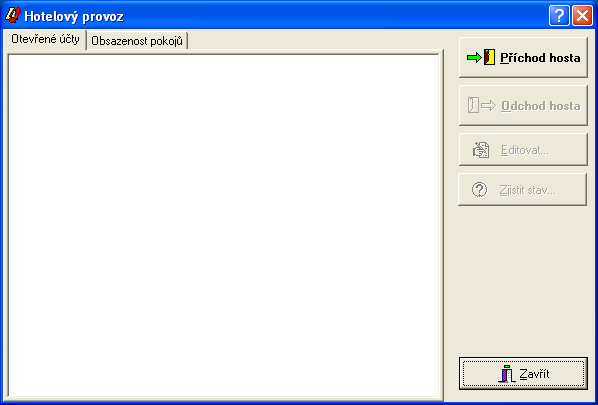 Hotelový provoz
Otevřené účty
Obsazenost pokojů
Příchod hosta
Odchod hosta
Editovat...
Zjistit stav...
Zavřít